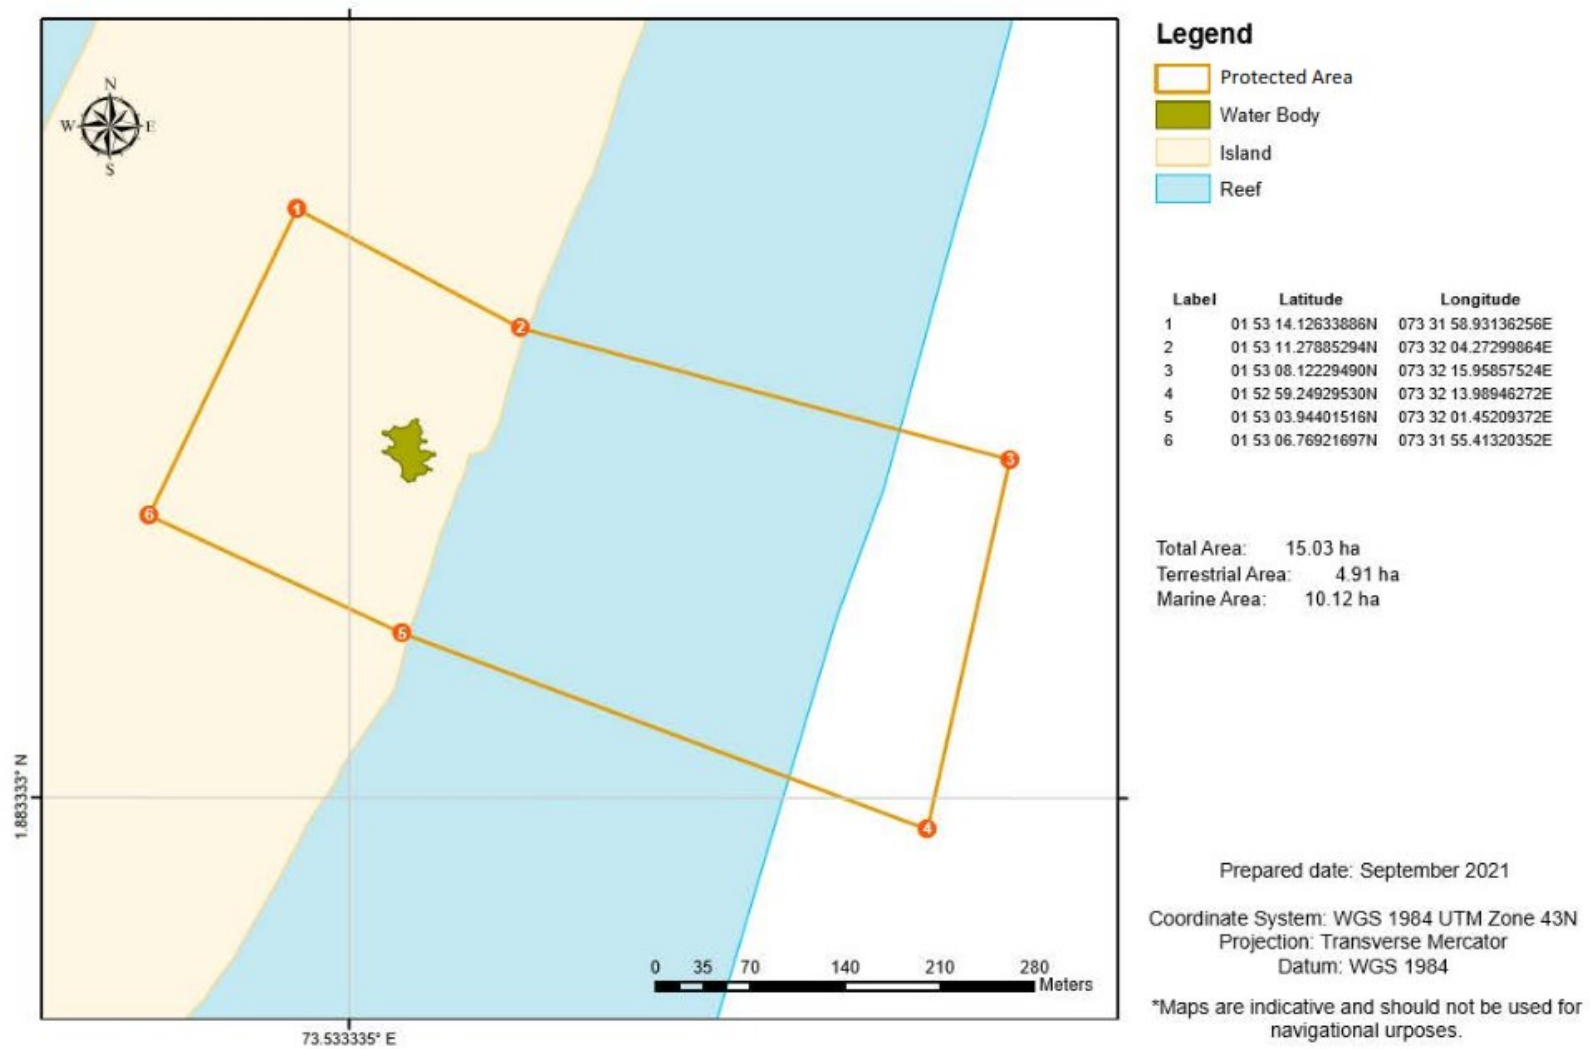 N
W E
S
1
2
3
4
5
6
1.883333° N
73.533335° E
0 35 70 140 210 280
Meters
Legend
Protected Area
Water Body
Island
Reef
Label Latitude Longitude
1 01 53 14.12633886N 073 31 58.93136256E
2 01 53 11.27885294N 073 32 04.27299864E
3 01 53 08.12229490N 073 32 15.95857524E
4 01 52 59.24929530N 073 32 13.98946272E
5 01 53 03.94401516N 073 32 01.45209372E
6 01 53 06.76921697N 073 31 55.41320352E
Total Area: 15.03 ha
Terrestrial Area: 4.91 ha
Marine Area: 10.12 ha
Prepared date: September 2021
Coordinate System: WGS 1984 UTM Zone 43N
Projection: Transverse Mercator
Datum: WGS 1984
*Maps are indicative and should not be used for
navigational urposes.